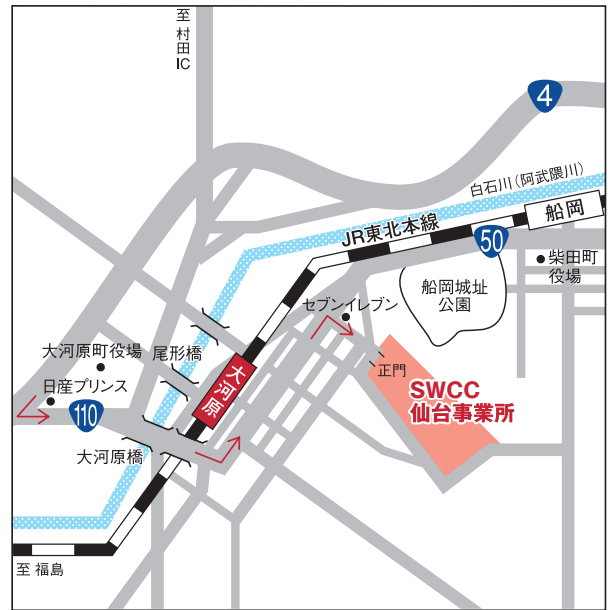 至
村
田
IC
4
白石川（阿武隈川）
船岡
JR東北本線
50
柴田町
役場
船岡城址
公園
セブンイレブン
大河原町役場
尾形橋
大河原
正門
日産プリンス
SWCC
仙台事業所
110
大河原橋
至 福島